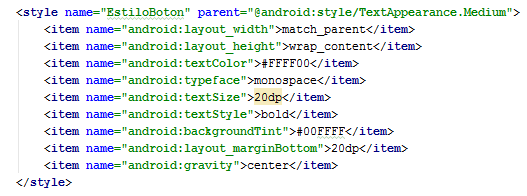 <style name="EstiloBoton" parent="@android:style/TextAppearance.Medium">
<item name="android:layout_width">match_parent</item>
<item name="android:layout_height">wrap_content</item>
<item name="android:textColor">#FFFF00</item>
<item name="android:typeface">monospace</item>
<item name="android:textSize">20dp</item>
<item name="android:textStyle">bold</item>
<item name="android:backgroundTint">#00FFFF</item>
<item name="android:layout_marginBottom">20dp</item>
<item name="android:gravity">center</item>
</style>